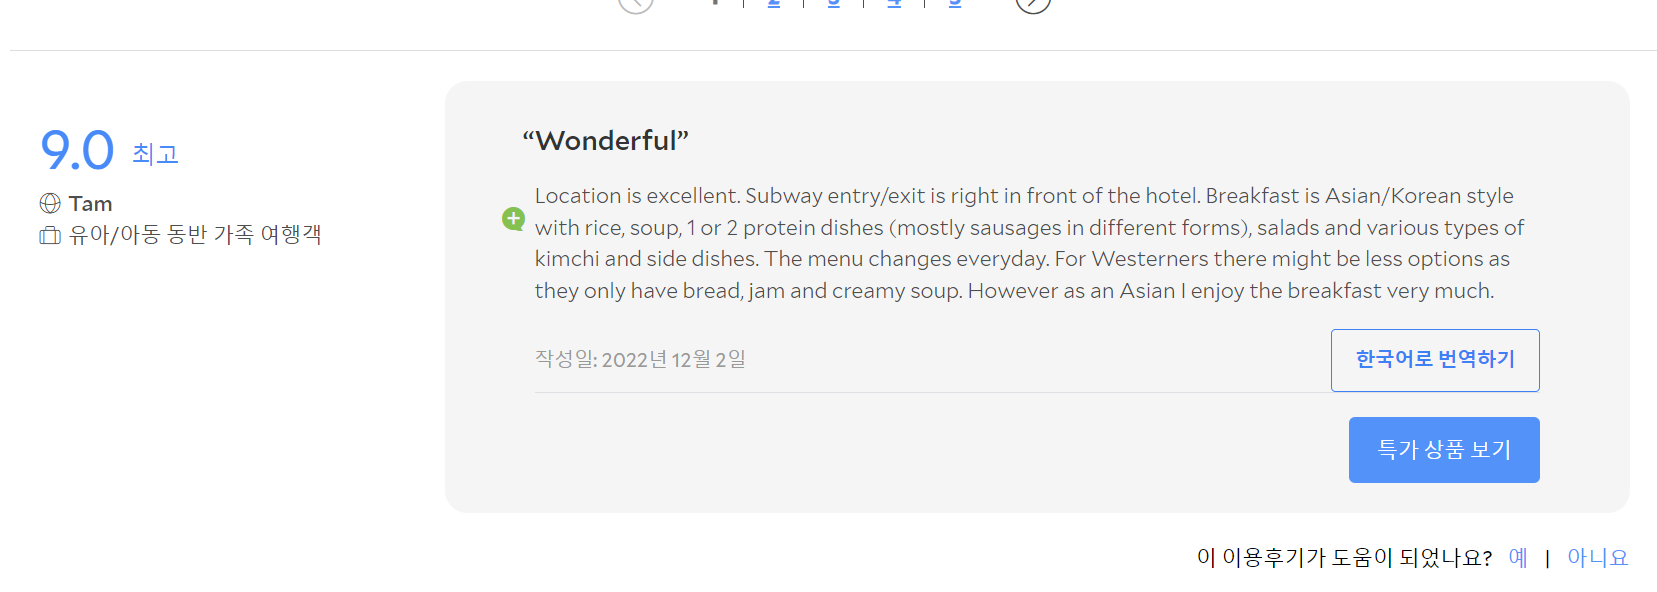 1 | 2 | 3 | 4 | 5
9.0 최고
Tam
유아/아동 동반 가족 여행객
“Wonderful”
Location is excellent. Subway entry/exit is right in front of the hotel. Breakfast is Asian/Korean style
with rice, soup, 1 or 2 protein dishes (mostly sausages in different forms), salads and various types of
kimchi and side dishes. The menu changes everyday. For Westerners there might be less options as
they only have bread, jam and creamy soup. However as an Asian I enjoy the breakfast very much.
작성일: 2022년 12월 2일
한국어로 번역하기
특가 상품 보기
이 이용후기가 도움이 되었나요? 예 | 아니요